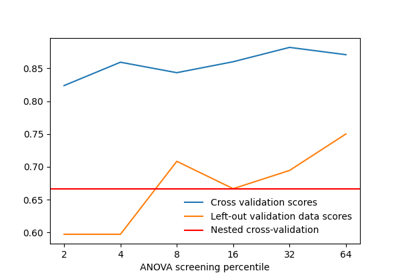 0.85
0.80
0.75
0.70
0.65
0.60
Cross validation scores
Left-out validation data scores
Nested cross-validation
2 4 8 16 32 64
ANOVA screening percentile